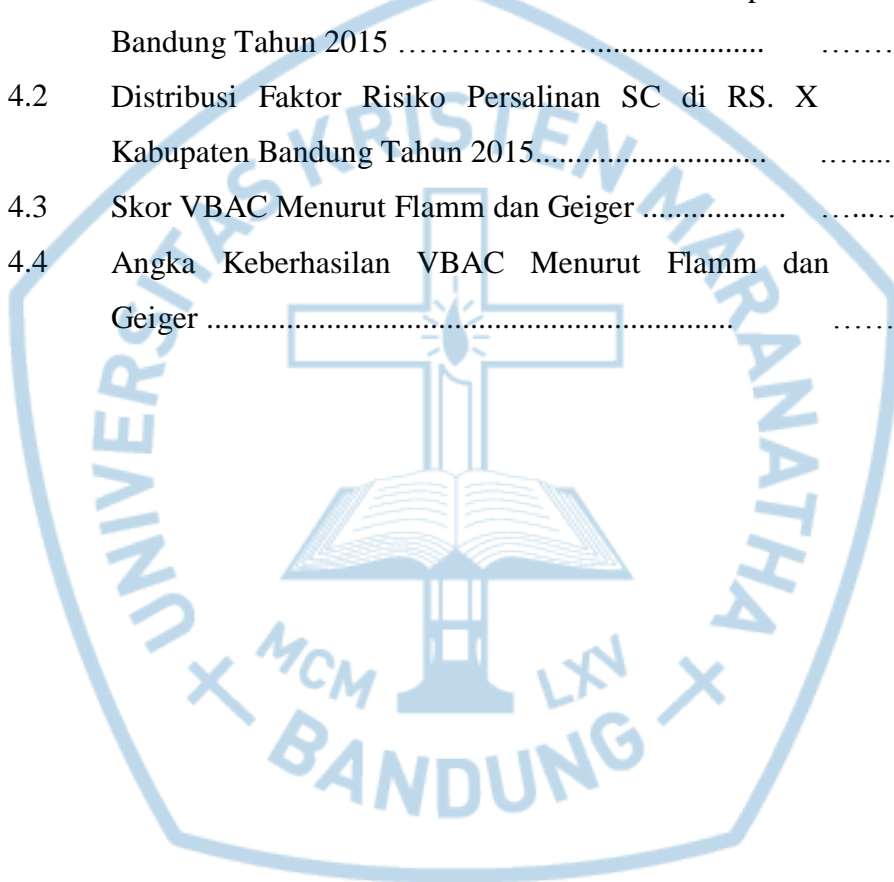 Bandung Tahun 2015 ………………......................
4.2 Distribusi Faktor Risiko Persalinan SC di RS. X
Kabupaten Bandung Tahun 2015.........................
4.3 Skor VBAC Menurut Flamm dan Geiger ..................
4.4 Angka Keberhasilan VBAC Menurut Flamm dan
Geiger ........................................................
UNIVERSITAS KRISTEN MARANATHA
MCM LXV
BANDUNG